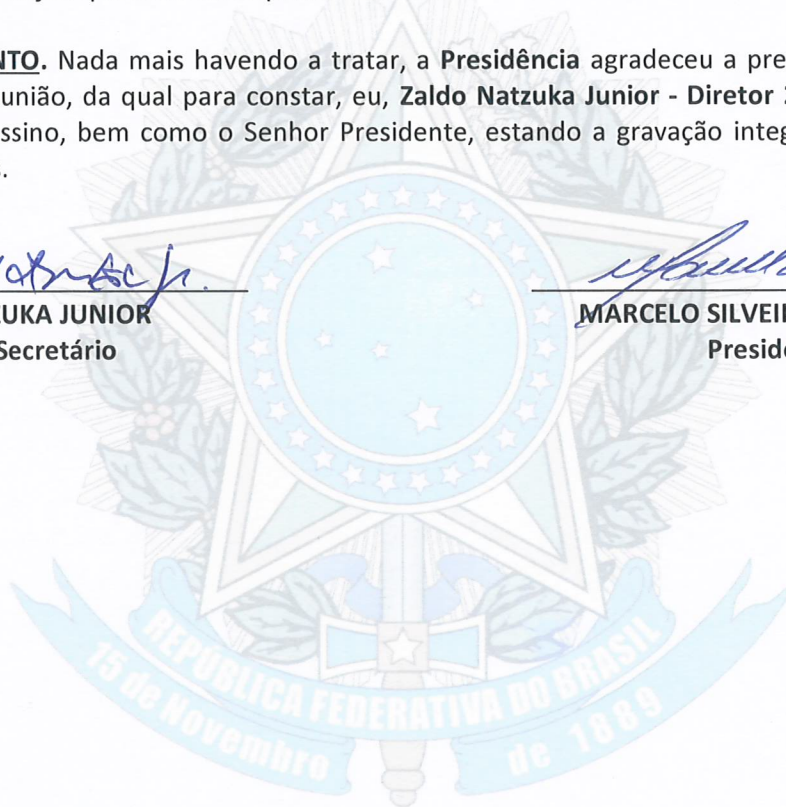 NTO. Nada mais havendo a tratar, a Presidência agradeceu a pre
união, da qual para constar, eu, Zaldo Natzuka Junior - Diretor
ssino, bem como o Senhor Presidente, estando a gravação integ
UKA JUNIOR
MARCELO SILVEI
Secretário
Presid
REPUBLICA FEDERATIVA DO BRASIL
15 de Novembro de 1889